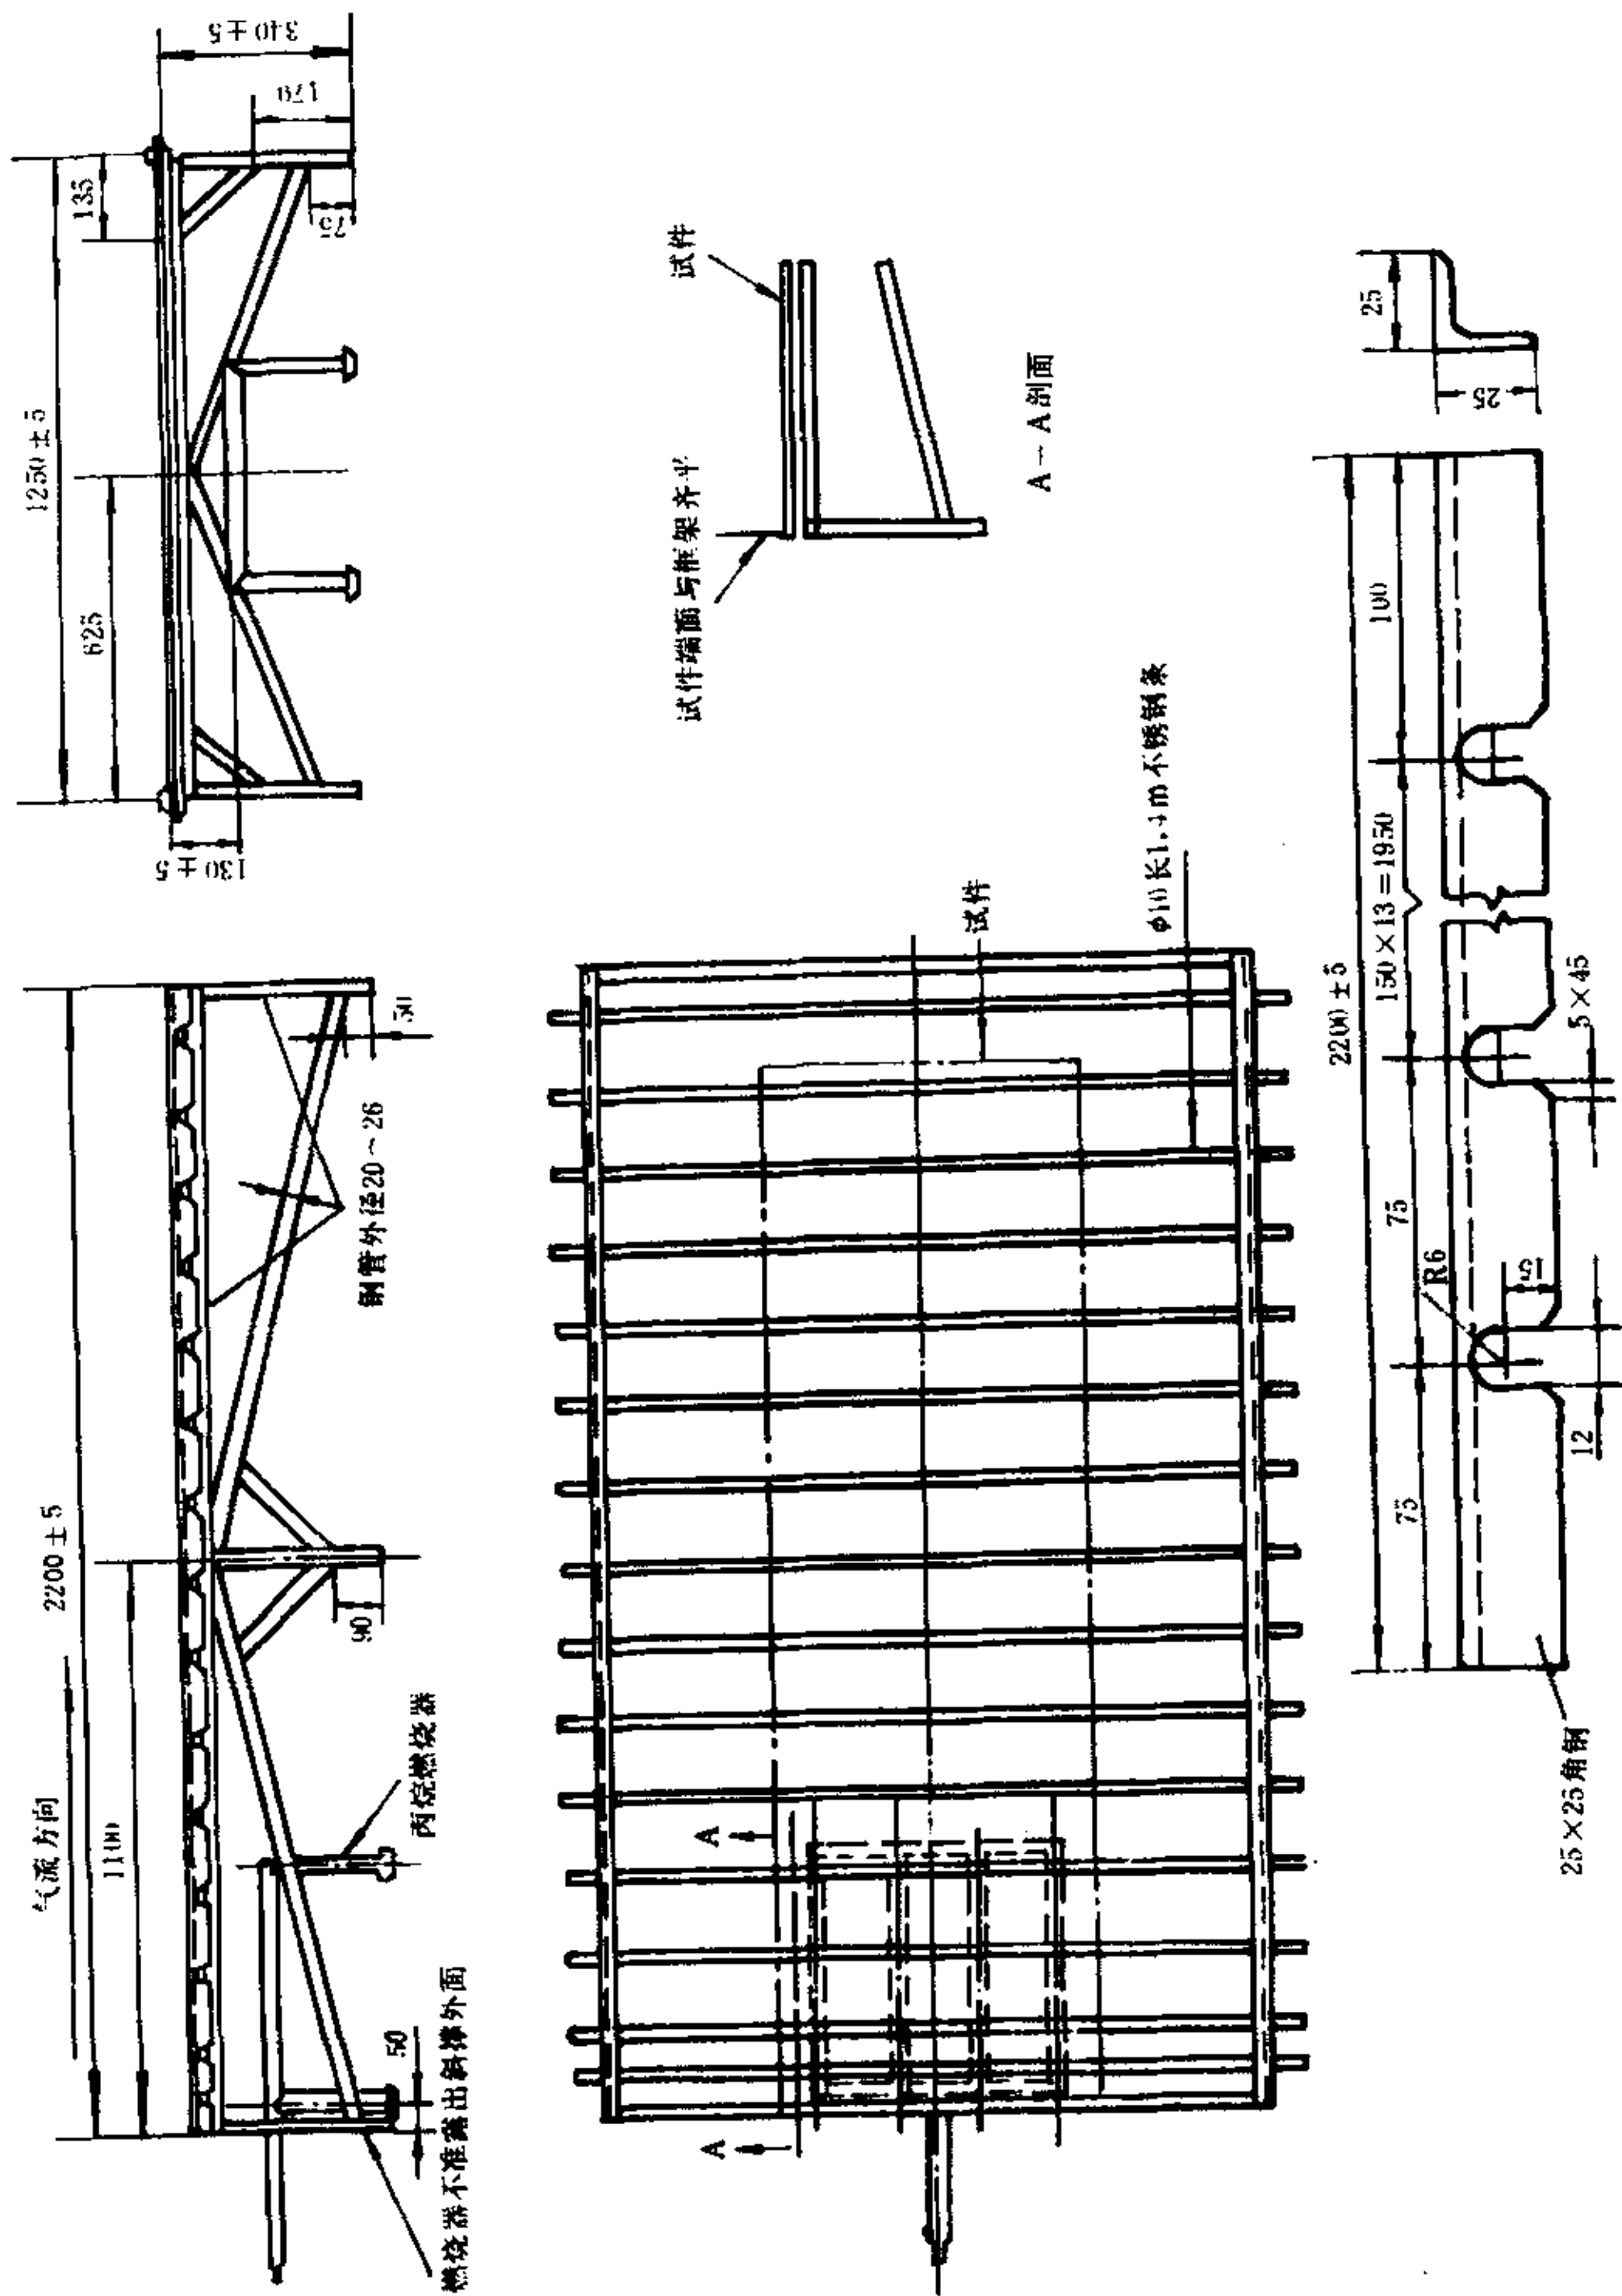 气流方向
2200±5
1100
90
50
50
钢管外径20~26
丙烷燃烧器
燃烧器不准露出斜撑外面
1250±5
625
135
340±5
170
75
130±5
试件
试件端面与框架齐平
A-A剖面
试件
φ10长1.4m不锈钢条
A
A
2200±5
75
75
150×13=1950
100
R6
15
12
5×45
25×25角钢
25
25